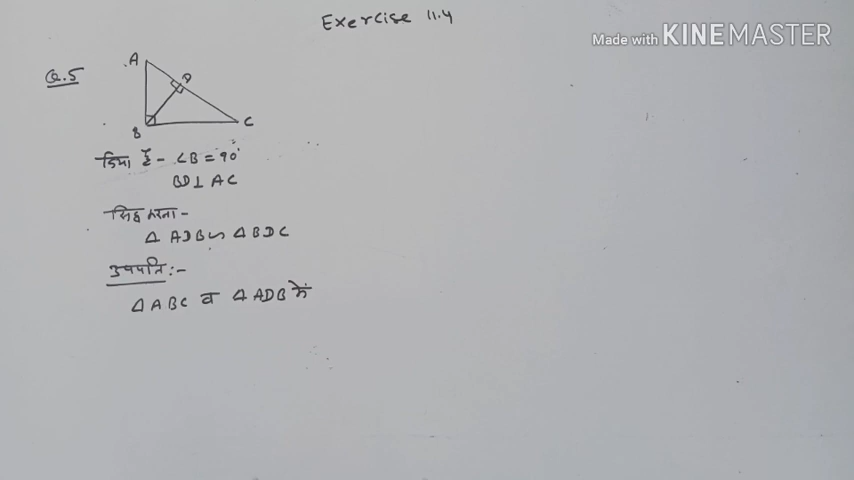 Exercise 11.4
Made with KINEMASTER
Q.5
A
D
B
C
दिया है - ∠B = 90°
BD ⊥ AC
सिद्ध करना -
△ ADB ∽ △ BDC
उपपत्ति :-
△ ABC व △ ADB में